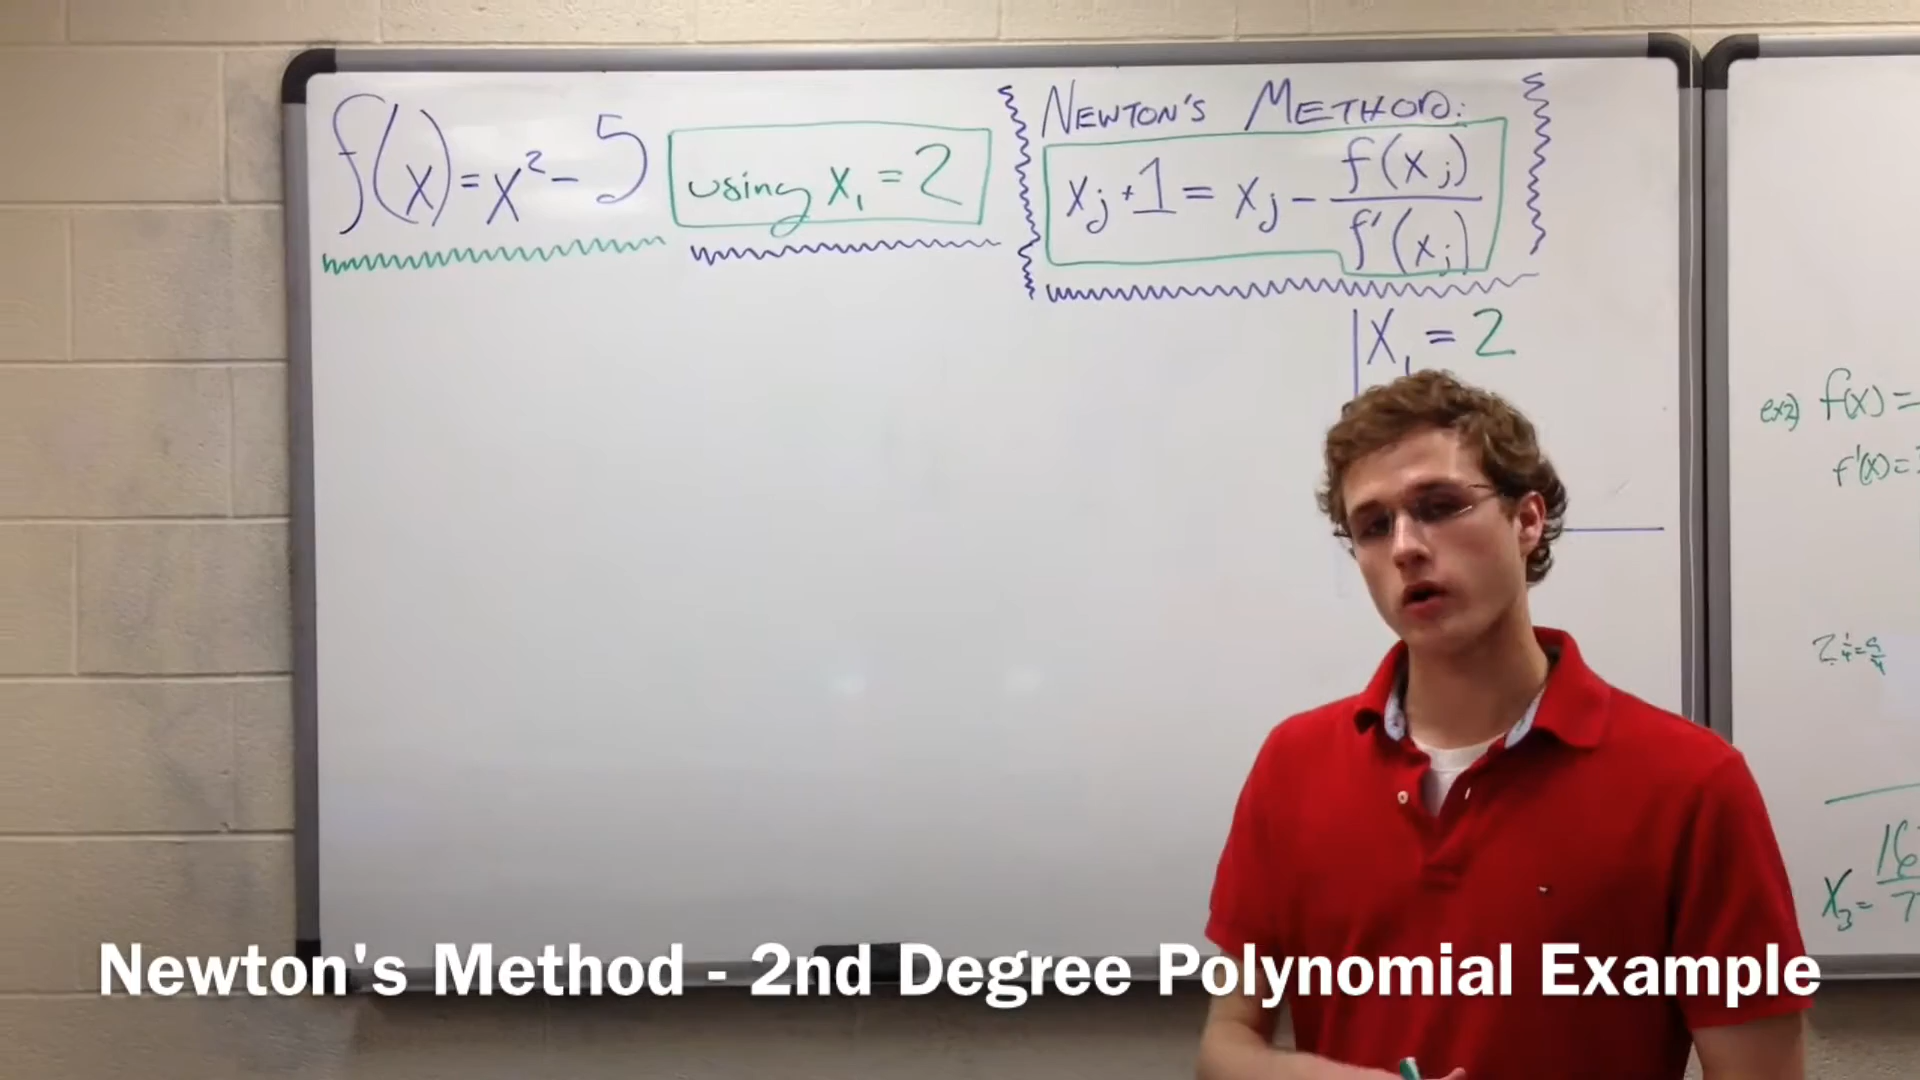 f(x) = x² - 5
using x₁ = 2
NEWTON'S METHOD:
xⱼ + 1 = xⱼ - f(xⱼ) / f'(xⱼ)
X₁ = 2
ex2) f(x) =
f'(x) =
x₃ =
Newton's Method - 2nd Degree Polynomial Example